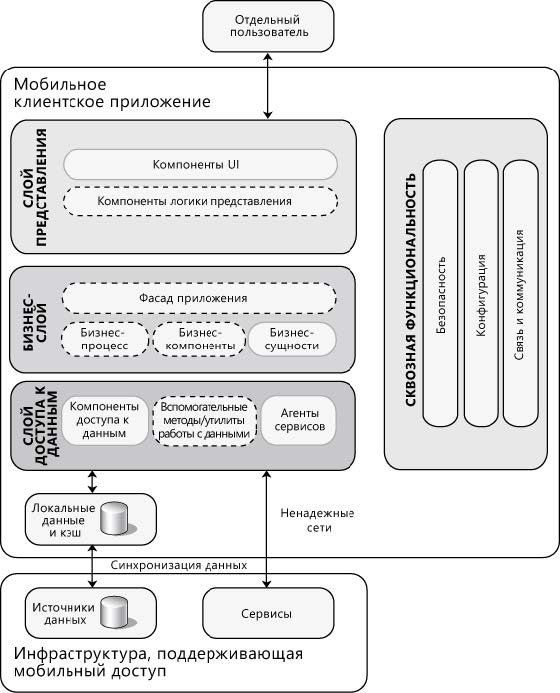 Отдельный
пользователь
Мобильное
клиентское приложение
СЛОЙ
ПРЕДСТАВЛЕНИЯ
Компоненты UI
Компоненты логики представления
БИЗНЕС-
СЛОЙ
Фасад приложения
Бизнес-
процесс
Бизнес-
компоненты
Бизнес-
сущности
СЛОЙ
ДОСТУПА К
ДАННЫМ
Компоненты
доступа к
данным
Вспомогательные
методы/утилиты
работы с данными
Агенты
сервисов
СКВОЗНАЯ ФУНКЦИОНАЛЬНОСТЬ
Безопасность
Конфигурация
Связь и коммуникация
Локальные
данные
и кэш
Ненадежные
сети
Синхронизация данных
Источники
данных
Сервисы
Инфраструктура, поддерживающая
мобильный доступ